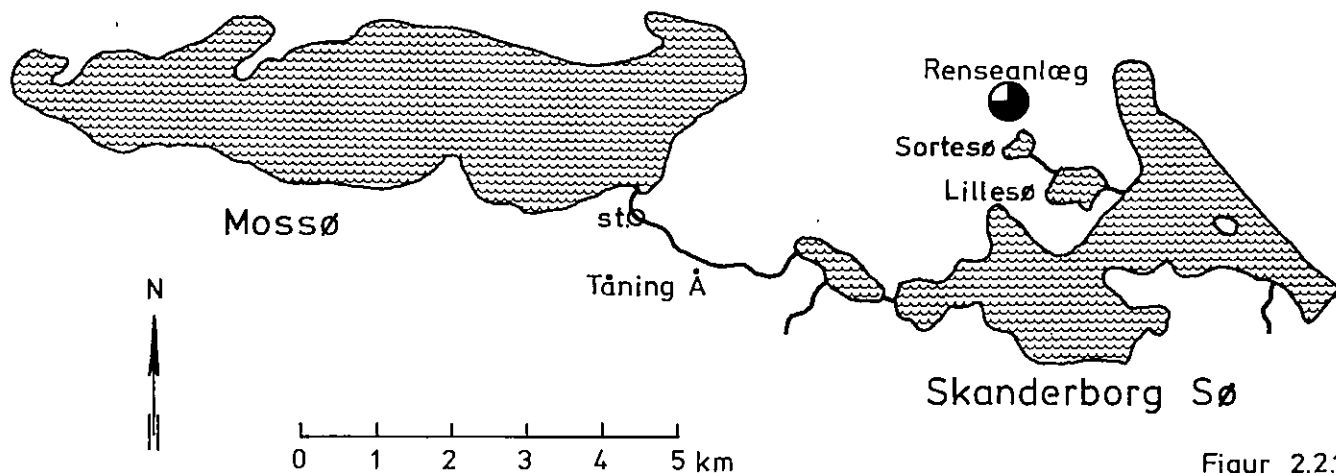 Renseanlæg
Sortesø
Lillesø
Mossø
st.
Tåning Å
N
Skanderborg Sø
0 1 2 3 4 5 km
Figur 2.2